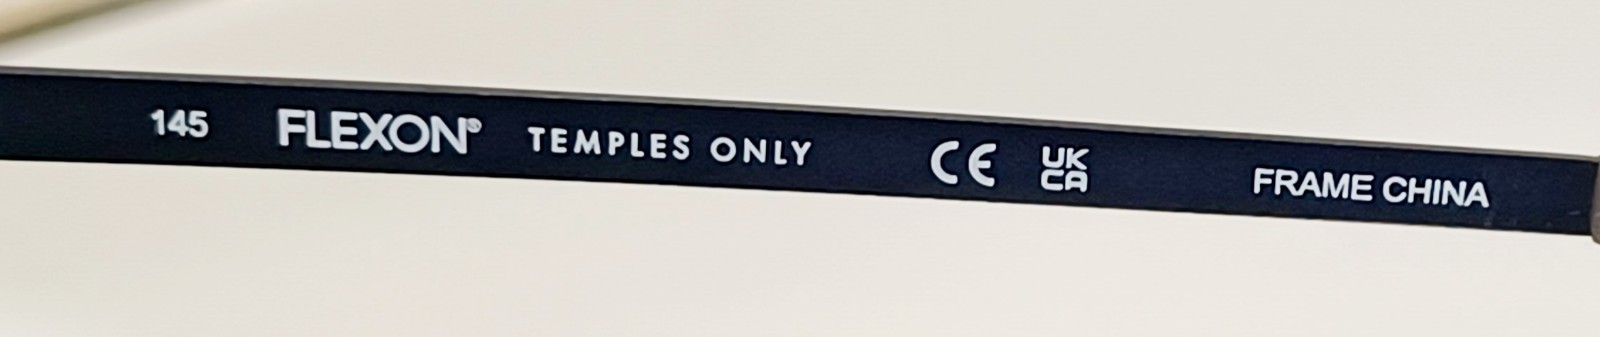 145 FLEXON® TEMPLES ONLY CE UK CA FRAME CHINA